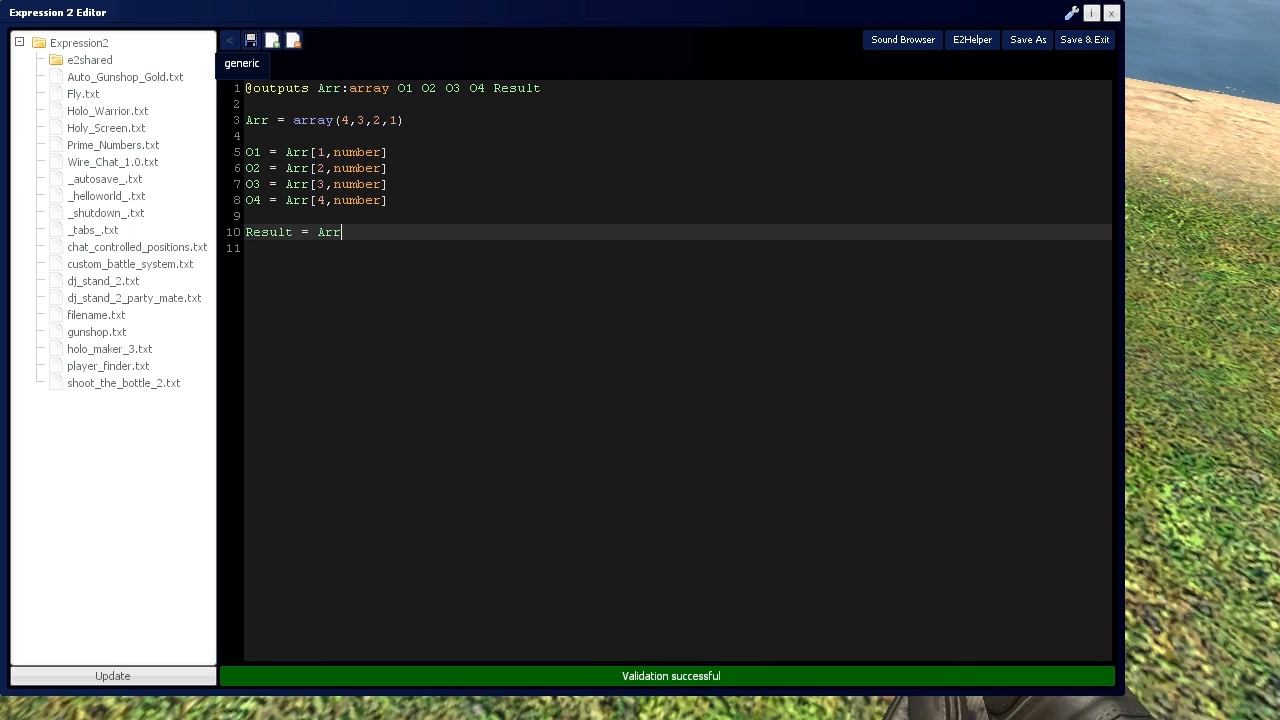 Expression 2 Editor
i x
Expression2
e2shared
Auto_Gunshop_Gold.txt
Fly.txt
Holo_Warrior.txt
Holy_Screen.txt
Prime_Numbers.txt
Wire_Chat_1.0.txt
_autosave_.txt
_helloworld_.txt
_shutdown_.txt
_tabs_.txt
chat_controlled_positions.txt
custom_battle_system.txt
dj_stand_2.txt
dj_stand_2_party_mate.txt
filename.txt
gunshop.txt
holo_maker_3.txt
player_finder.txt
shoot_the_bottle_2.txt
Update
< Sound Browser E2Helper Save As Save & Exit
generic
1 @outputs Arr:array O1 O2 O3 O4 Result
2
3 Arr = array(4,3,2,1)
4
5 O1 = Arr[1,number]
6 O2 = Arr[2,number]
7 O3 = Arr[3,number]
8 O4 = Arr[4,number]
9
10 Result = Arr
11
Validation successful